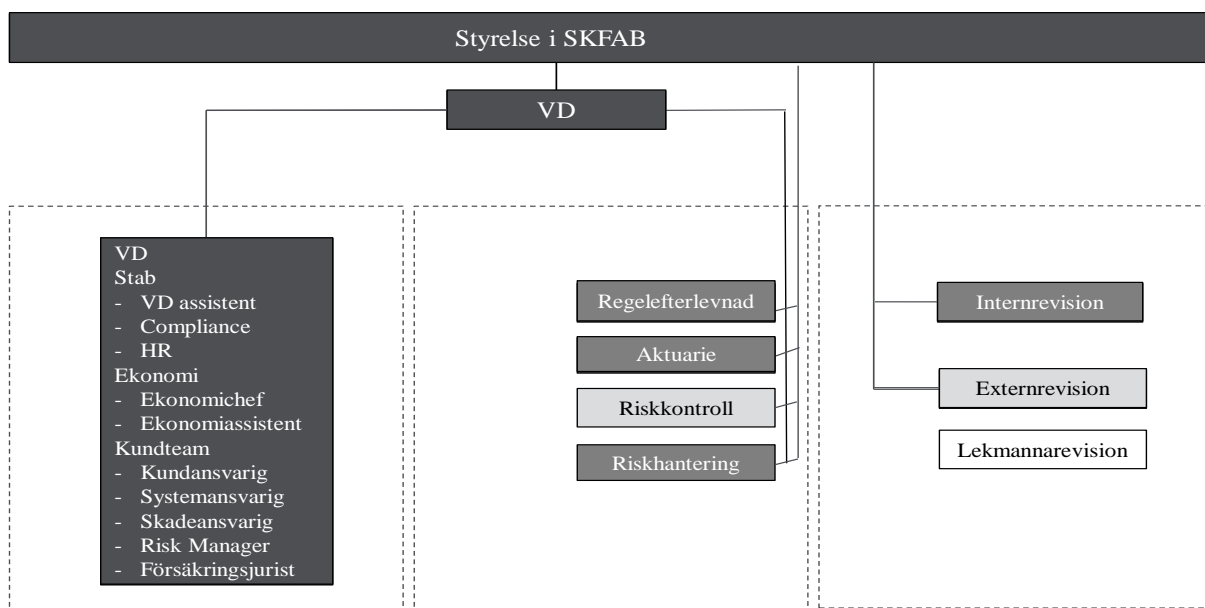 Styrelse i SKFAB
VD
VD
Stab
- VD assistent
- Compliance
- HR
Ekonomi
- Ekonomichef
- Ekonomiassistent
Kundteam
- Kundansvarig
- Systemansvarig
- Skadeansvarig
- Risk Manager
- Försäkringsjurist
Regelefterlevnad
Aktuarie
Riskkontroll
Riskhantering
Internrevision
Externrevision
Lekmannarevision